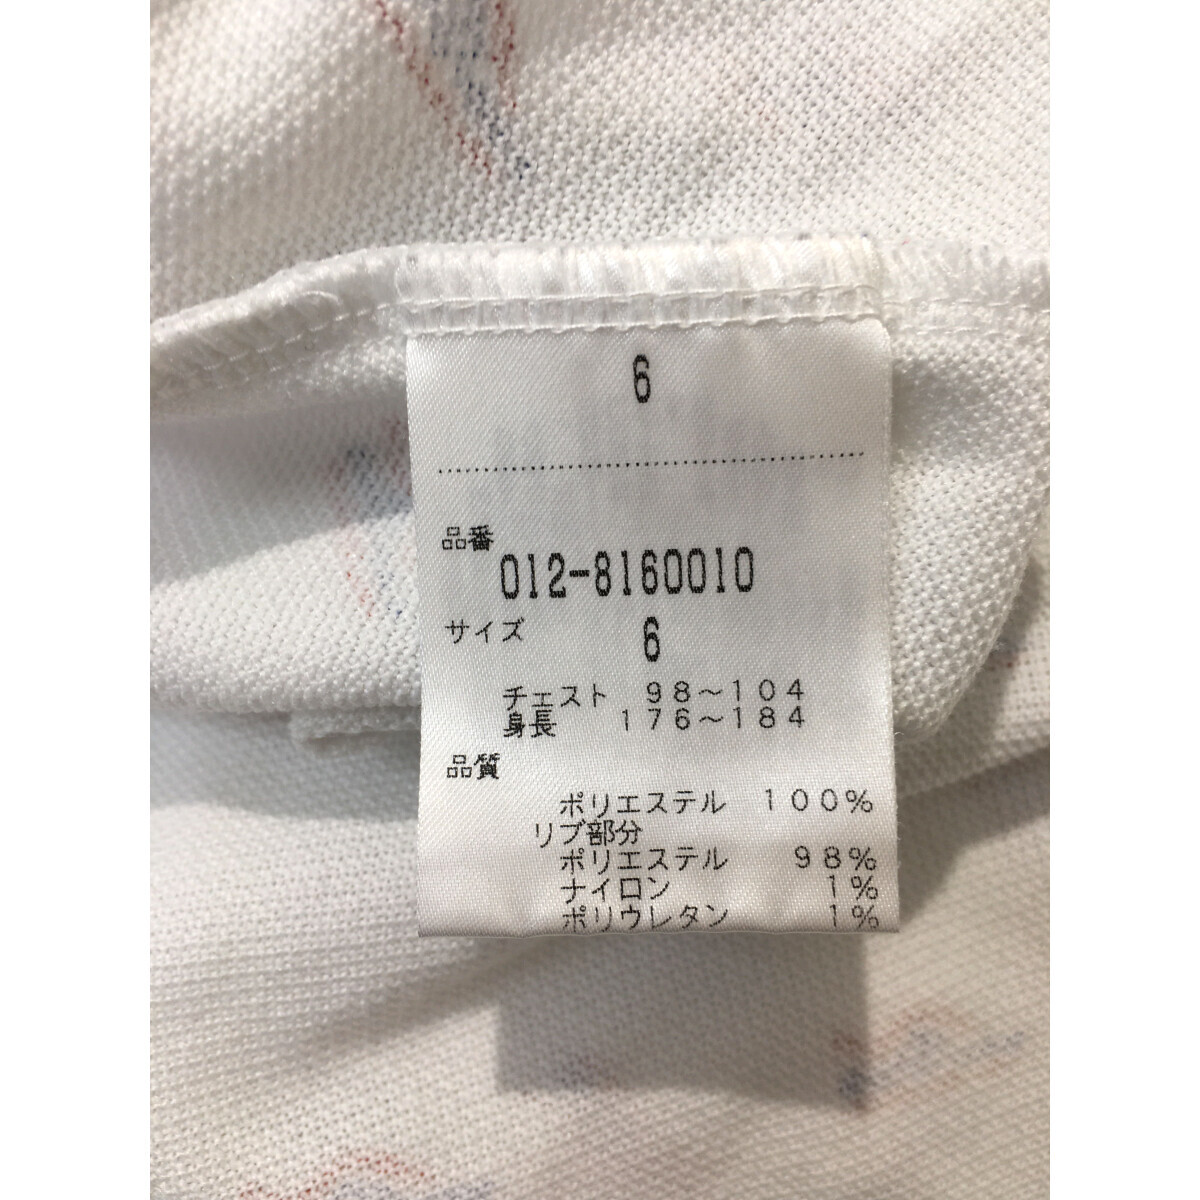 6
品番
012-8160010
サイズ 6
チェスト 98～104
身長 176～184
品質
ポリエステル 100%
リブ部分
ポリエステル 98%
ナイロン 1%
ポリウレタン 1%